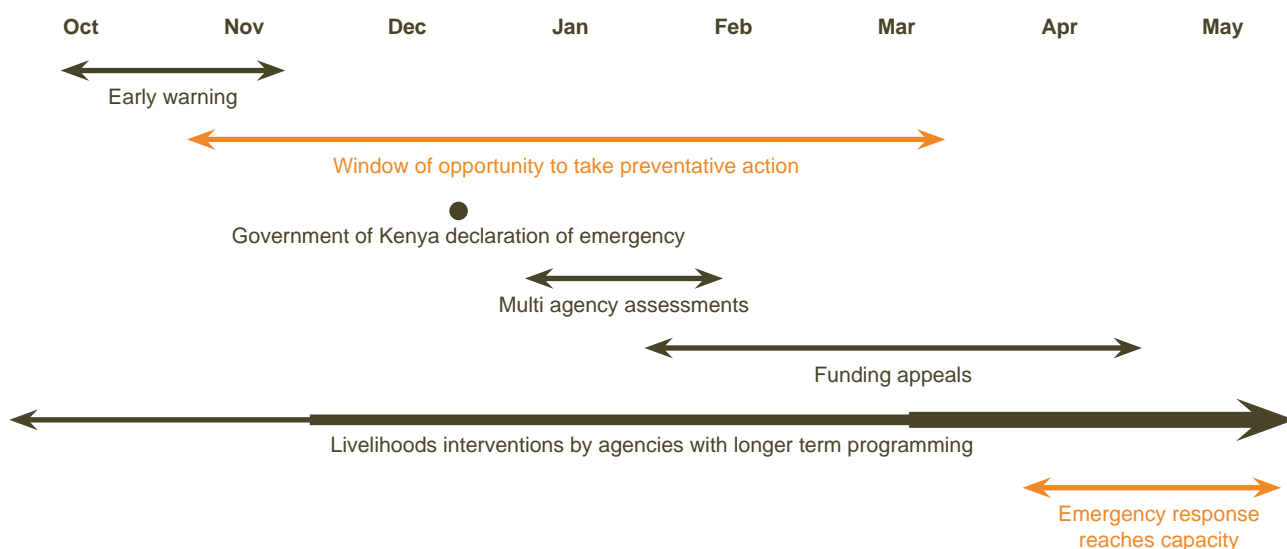 Oct Nov Dec Jan Feb Mar Apr May
Early warning
Window of opportunity to take preventative action
Government of Kenya declaration of emergency
Multi agency assessments
Funding appeals
Livelihoods interventions by agencies with longer term programming
Emergency response
reaches capacity